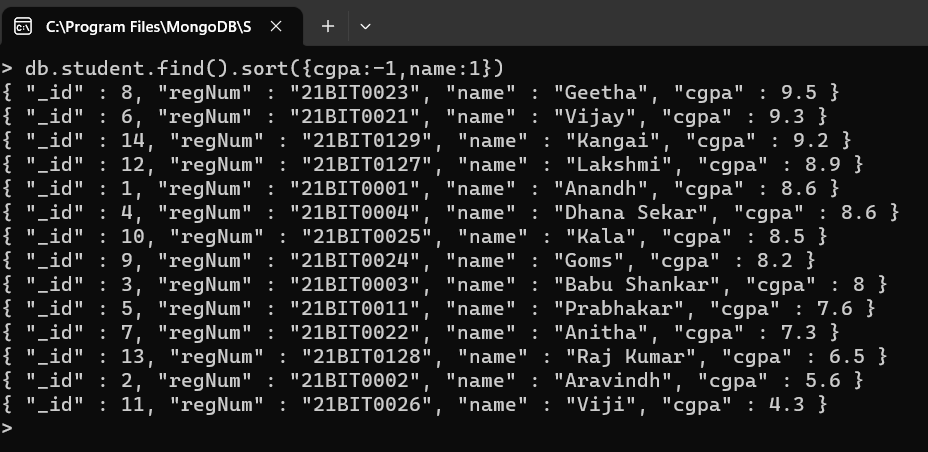 C:\Program Files\MongoDB\S
> db.student.find().sort({cgpa:-1,name:1})
{ "_id" : 8, "regNum" : "21BIT0023", "name" : "Geetha", "cgpa" : 9.5 }
{ "_id" : 6, "regNum" : "21BIT0021", "name" : "Vijay", "cgpa" : 9.3 }
{ "_id" : 14, "regNum" : "21BIT0129", "name" : "Kangai", "cgpa" : 9.2 }
{ "_id" : 12, "regNum" : "21BIT0127", "name" : "Lakshmi", "cgpa" : 8.9 }
{ "_id" : 1, "regNum" : "21BIT0001", "name" : "Anandh", "cgpa" : 8.6 }
{ "_id" : 4, "regNum" : "21BIT0004", "name" : "Dhana Sekar", "cgpa" : 8.6 }
{ "_id" : 10, "regNum" : "21BIT0025", "name" : "Kala", "cgpa" : 8.5 }
{ "_id" : 9, "regNum" : "21BIT0024", "name" : "Goms", "cgpa" : 8.2 }
{ "_id" : 3, "regNum" : "21BIT0003", "name" : "Babu Shankar", "cgpa" : 8 }
{ "_id" : 5, "regNum" : "21BIT0011", "name" : "Prabhakar", "cgpa" : 7.6 }
{ "_id" : 7, "regNum" : "21BIT0022", "name" : "Anitha", "cgpa" : 7.3 }
{ "_id" : 13, "regNum" : "21BIT0128", "name" : "Raj Kumar", "cgpa" : 6.5 }
{ "_id" : 2, "regNum" : "21BIT0002", "name" : "Aravindh", "cgpa" : 5.6 }
{ "_id" : 11, "regNum" : "21BIT0026", "name" : "Viji", "cgpa" : 4.3 }
>